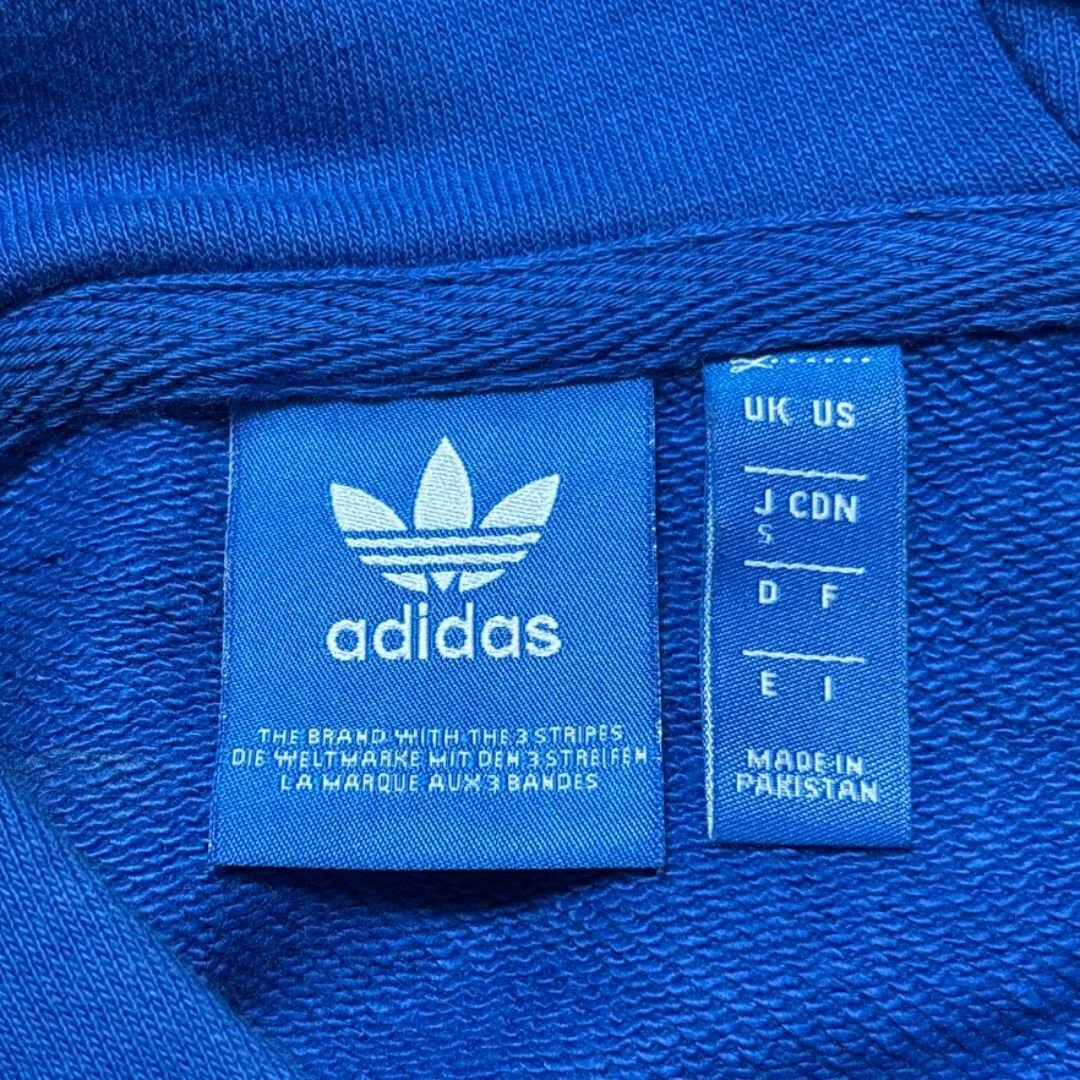 adidas
THE BRAND WITH THE 3 STRIPES
DIE WELTMARKE MIT DEN 3 STREIFEN
LA MARQUE AUX 3 BANDES
UK US
J CDN
S
D F
E I
MADE IN
PAKISTAN